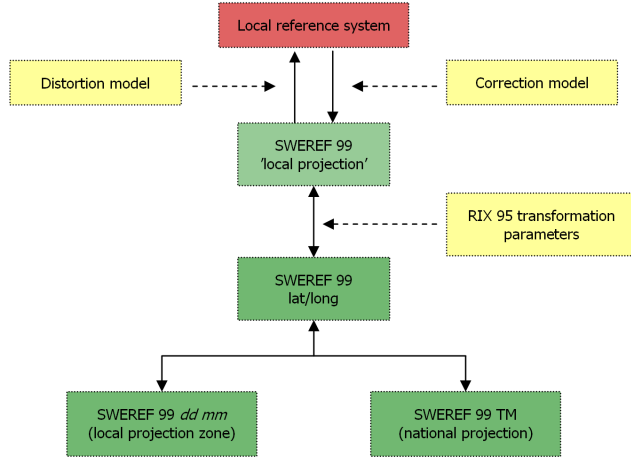 Local reference system
Distortion model
Correction model
SWEREF 99
'local projection'
RIX 95 transformation
parameters
SWEREF 99
lat/long
SWEREF 99 dd mm
(local projection zone)
SWEREF 99 TM
(national projection)